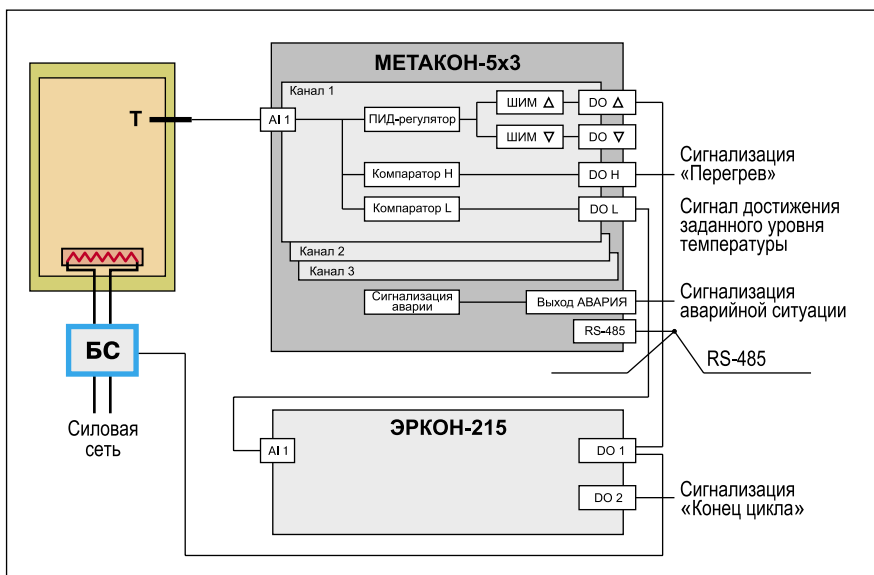 МЕТАКОН-5х3
Канал 1
T
AI 1
ПИД-регулятор
ШИМ △
DO △
ШИМ ▽
DO ▽
Компаратор H
DO H
Сигнализация
«Перегрев»
Компаратор L
DO L
Сигнал достижения
заданного уровня
температуры
Канал 2
Канал 3
Сигнализация
аварии
Выход АВАРИЯ
Сигнализация
аварийной ситуации
RS-485
RS-485
БС
Силовая
сеть
ЭРКОН-215
AI 1
DO 1
DO 2
Сигнализация
«Конец цикла»